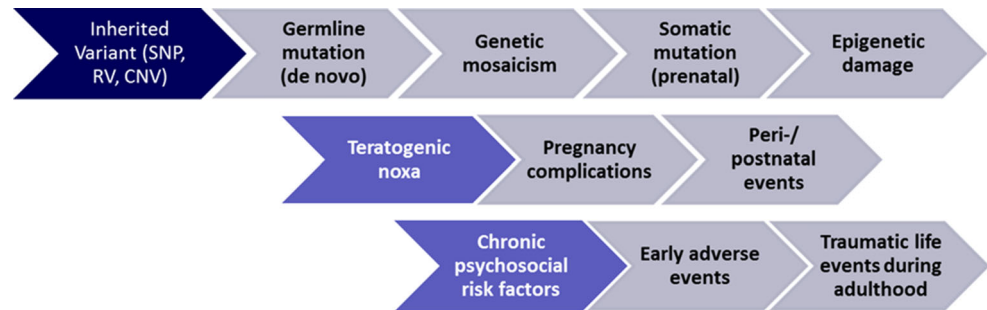 Inherited
Variant (SNP,
RV, CNV)
Germline
mutation
(de novo)
Genetic
mosaicism
Somatic
mutation
(prenatal)
Epigenetic
damage
Teratogenic
noxa
Pregnancy
complications
Peri-/
postnatal
events
Chronic
psychosocial
risk factors
Early adverse
events
Traumatic life
events during
adulthood